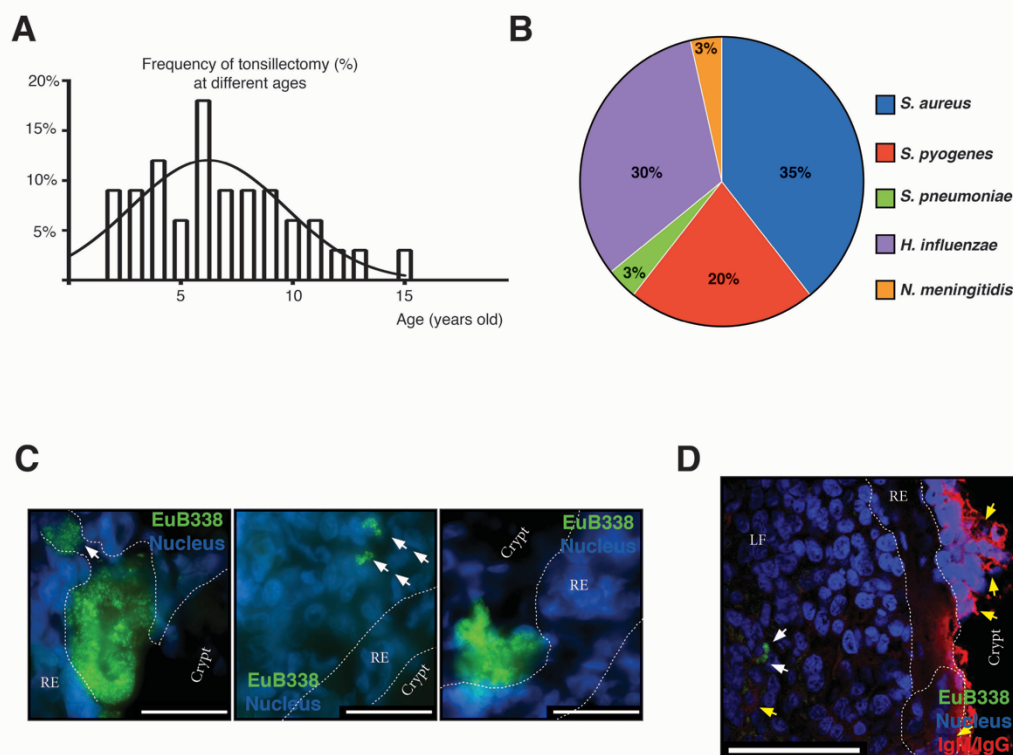 A
Frequency of tonsillectomy (%)
at different ages
20%
15%
10%
5%
5
10
15
Age (years old)
B
3%
30%
35%
3%
20%
S. aureus
S. pyogenes
S. pneumoniae
H. influenzae
N. meningitidis
C
EuB338
Nucleus
RE
Crypt
EuB338
Nucleus
RE
Crypt
EuB338
Nucleus
Crypt
RE
D
RE
LF
Crypt
EuB338
Nucleus
IgM/IgG